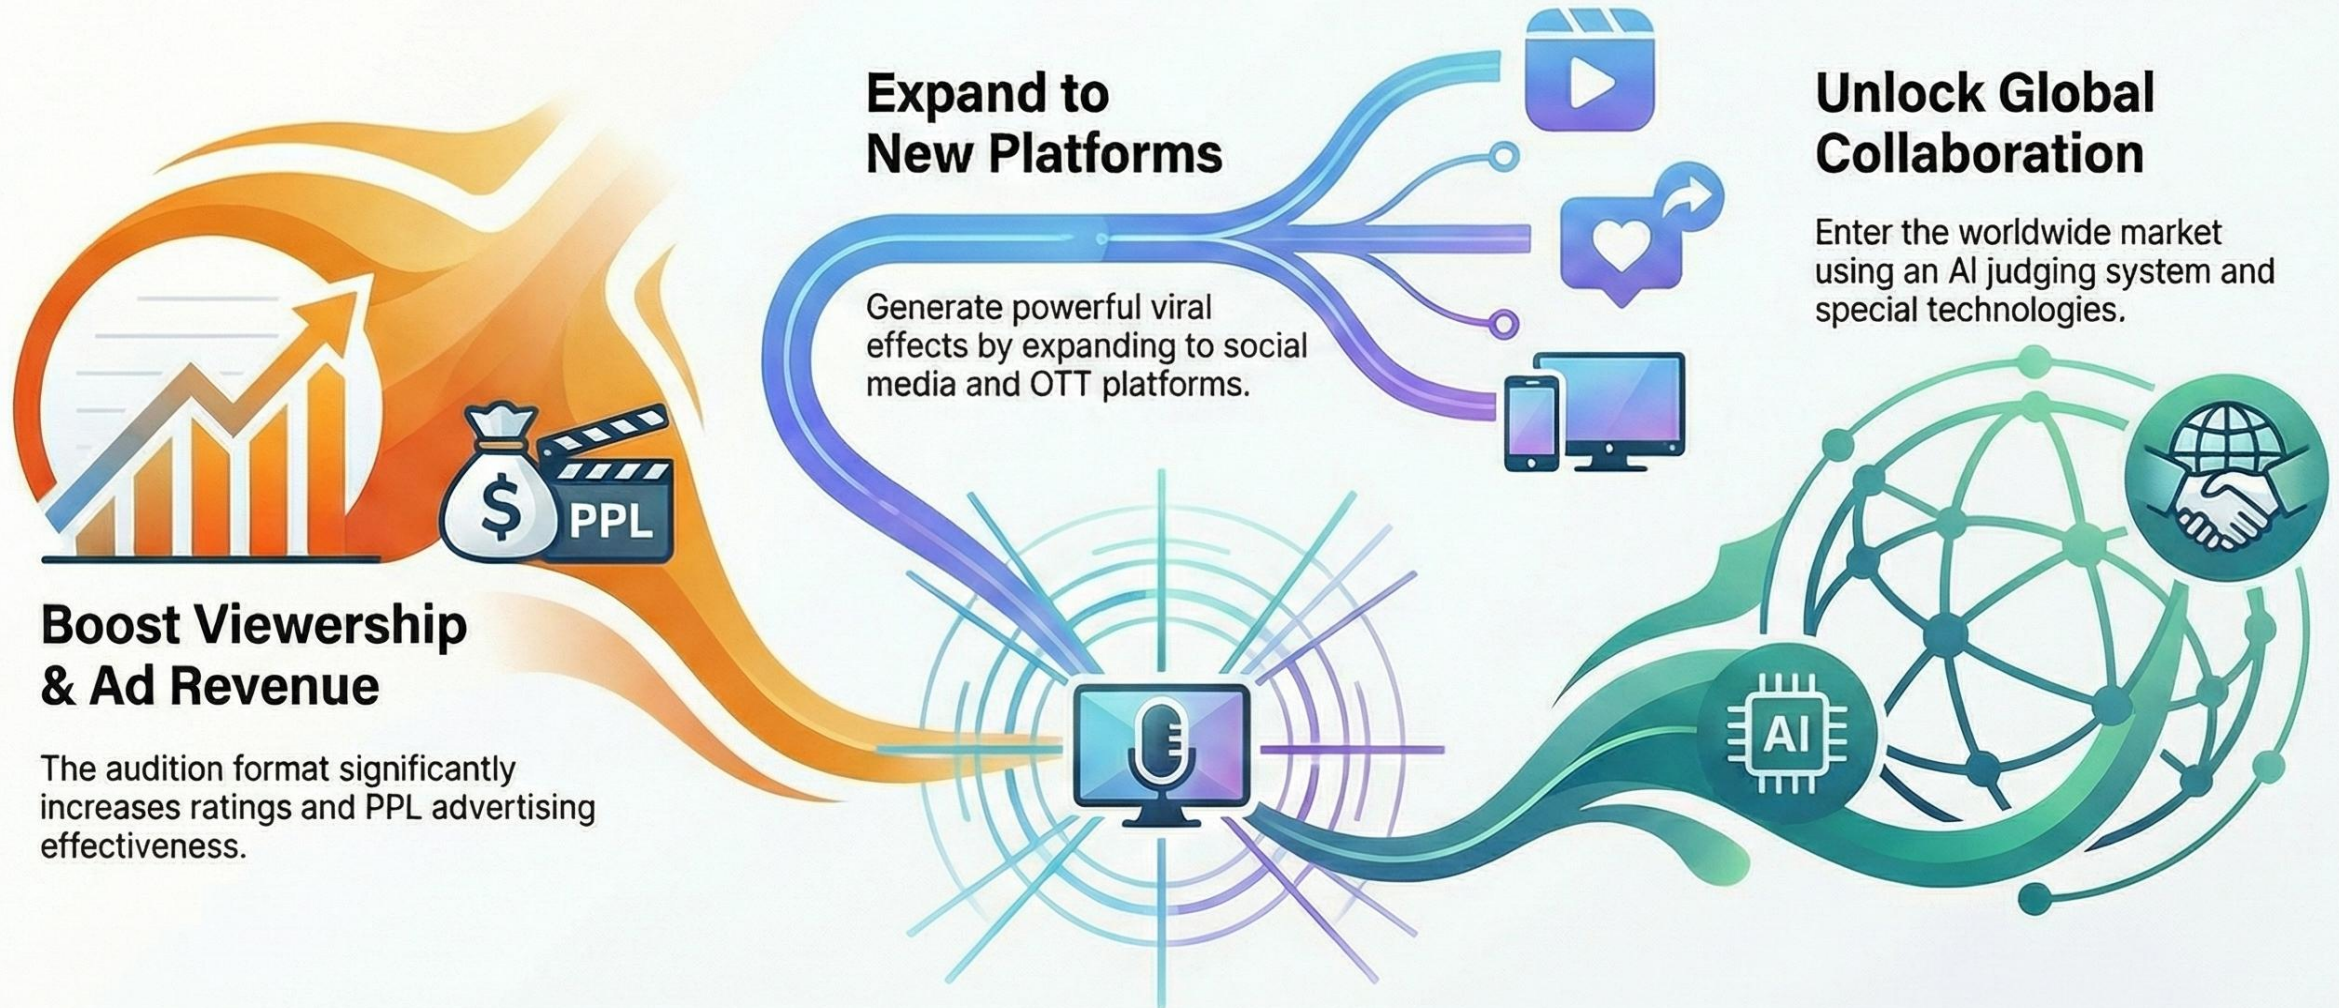 Boost Viewership
& Ad Revenue
The audition format significantly
increases ratings and PPL advertising
effectiveness.
$
PPL
Expand to
New Platforms
Generate powerful viral
effects by expanding to social
media and OTT platforms.
Unlock Global
Collaboration
Enter the worldwide market
using an AI judging system and
special technologies.
AI